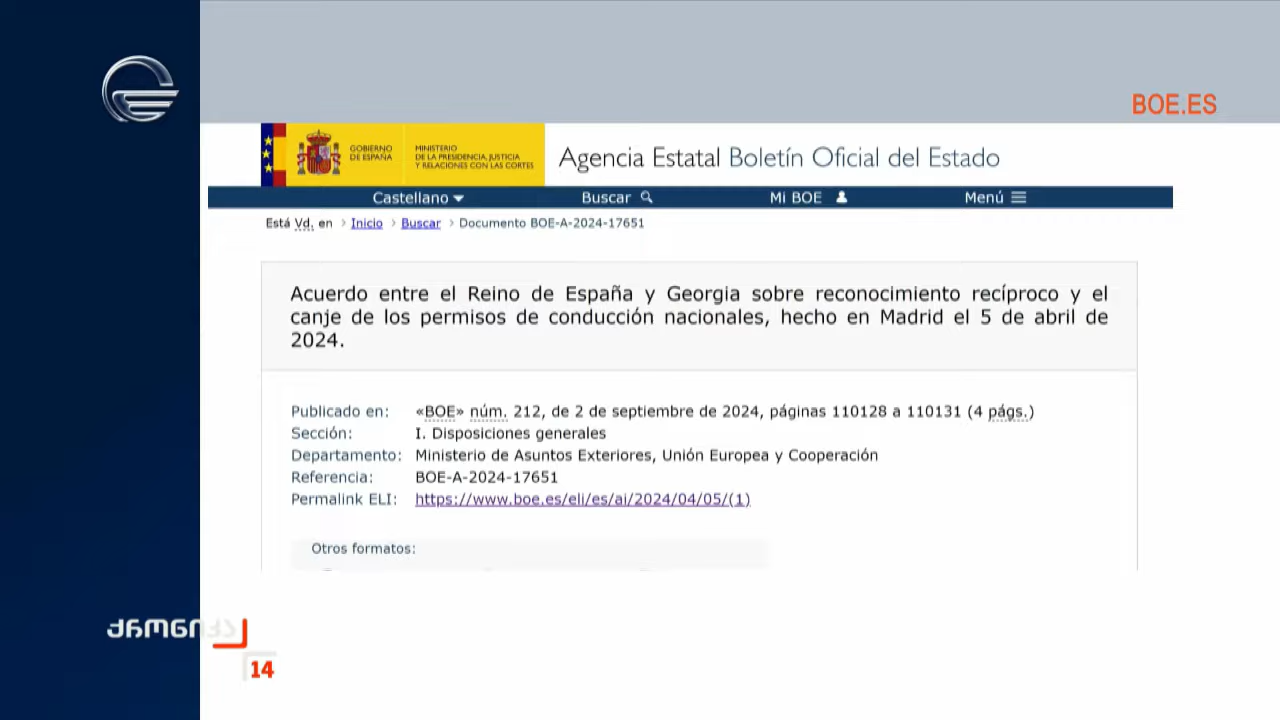 BOE.ES
GOBIERNO
DE ESPAÑA
MINISTERIO
DE LA PRESIDENCIA, JUSTICIA
Y RELACIONES CON LAS CORTES
Agencia Estatal Boletín Oficial del Estado
Castellano Buscar Mi BOE Menú
Está Vd. en > Inicio > Buscar > Documento BOE-A-2024-17651
Acuerdo entre el Reino de España y Georgia sobre reconocimiento recíproco y el
canje de los permisos de conducción nacionales, hecho en Madrid el 5 de abril de
2024.
Publicado en: «BOE» núm. 212, de 2 de septiembre de 2024, páginas 110128 a 110131 (4 págs.)
Sección: I. Disposiciones generales
Departamento: Ministerio de Asuntos Exteriores, Unión Europea y Cooperación
Referencia: BOE-A-2024-17651
Permalink ELI: https://www.boe.es/eli/es/ai/2024/04/05/(1)
Otros formatos:
ქრონიკა
14